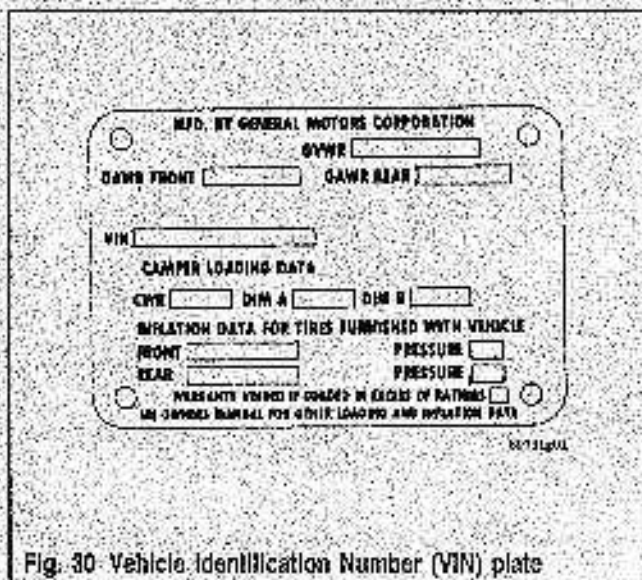 MFD. BY GENERAL MOTORS CORPORATION
GVWR
GAWR FRONT GAWR REAR
VIN
CAMPER LOADING DATA
CWR DIM A DIM B
INFLATION DATA FOR TIRES FURNISHED WITH VEHICLE
FRONT PRESSURE
REAR PRESSURE
WARRANTY VOIDED IF LOADED IN EXCESS OF RATINGS
OWNERS MANUAL FOR OTHER LOADING AND INFLATION DATA
Fig. 30 Vehicle Identification Number (VIN) plate